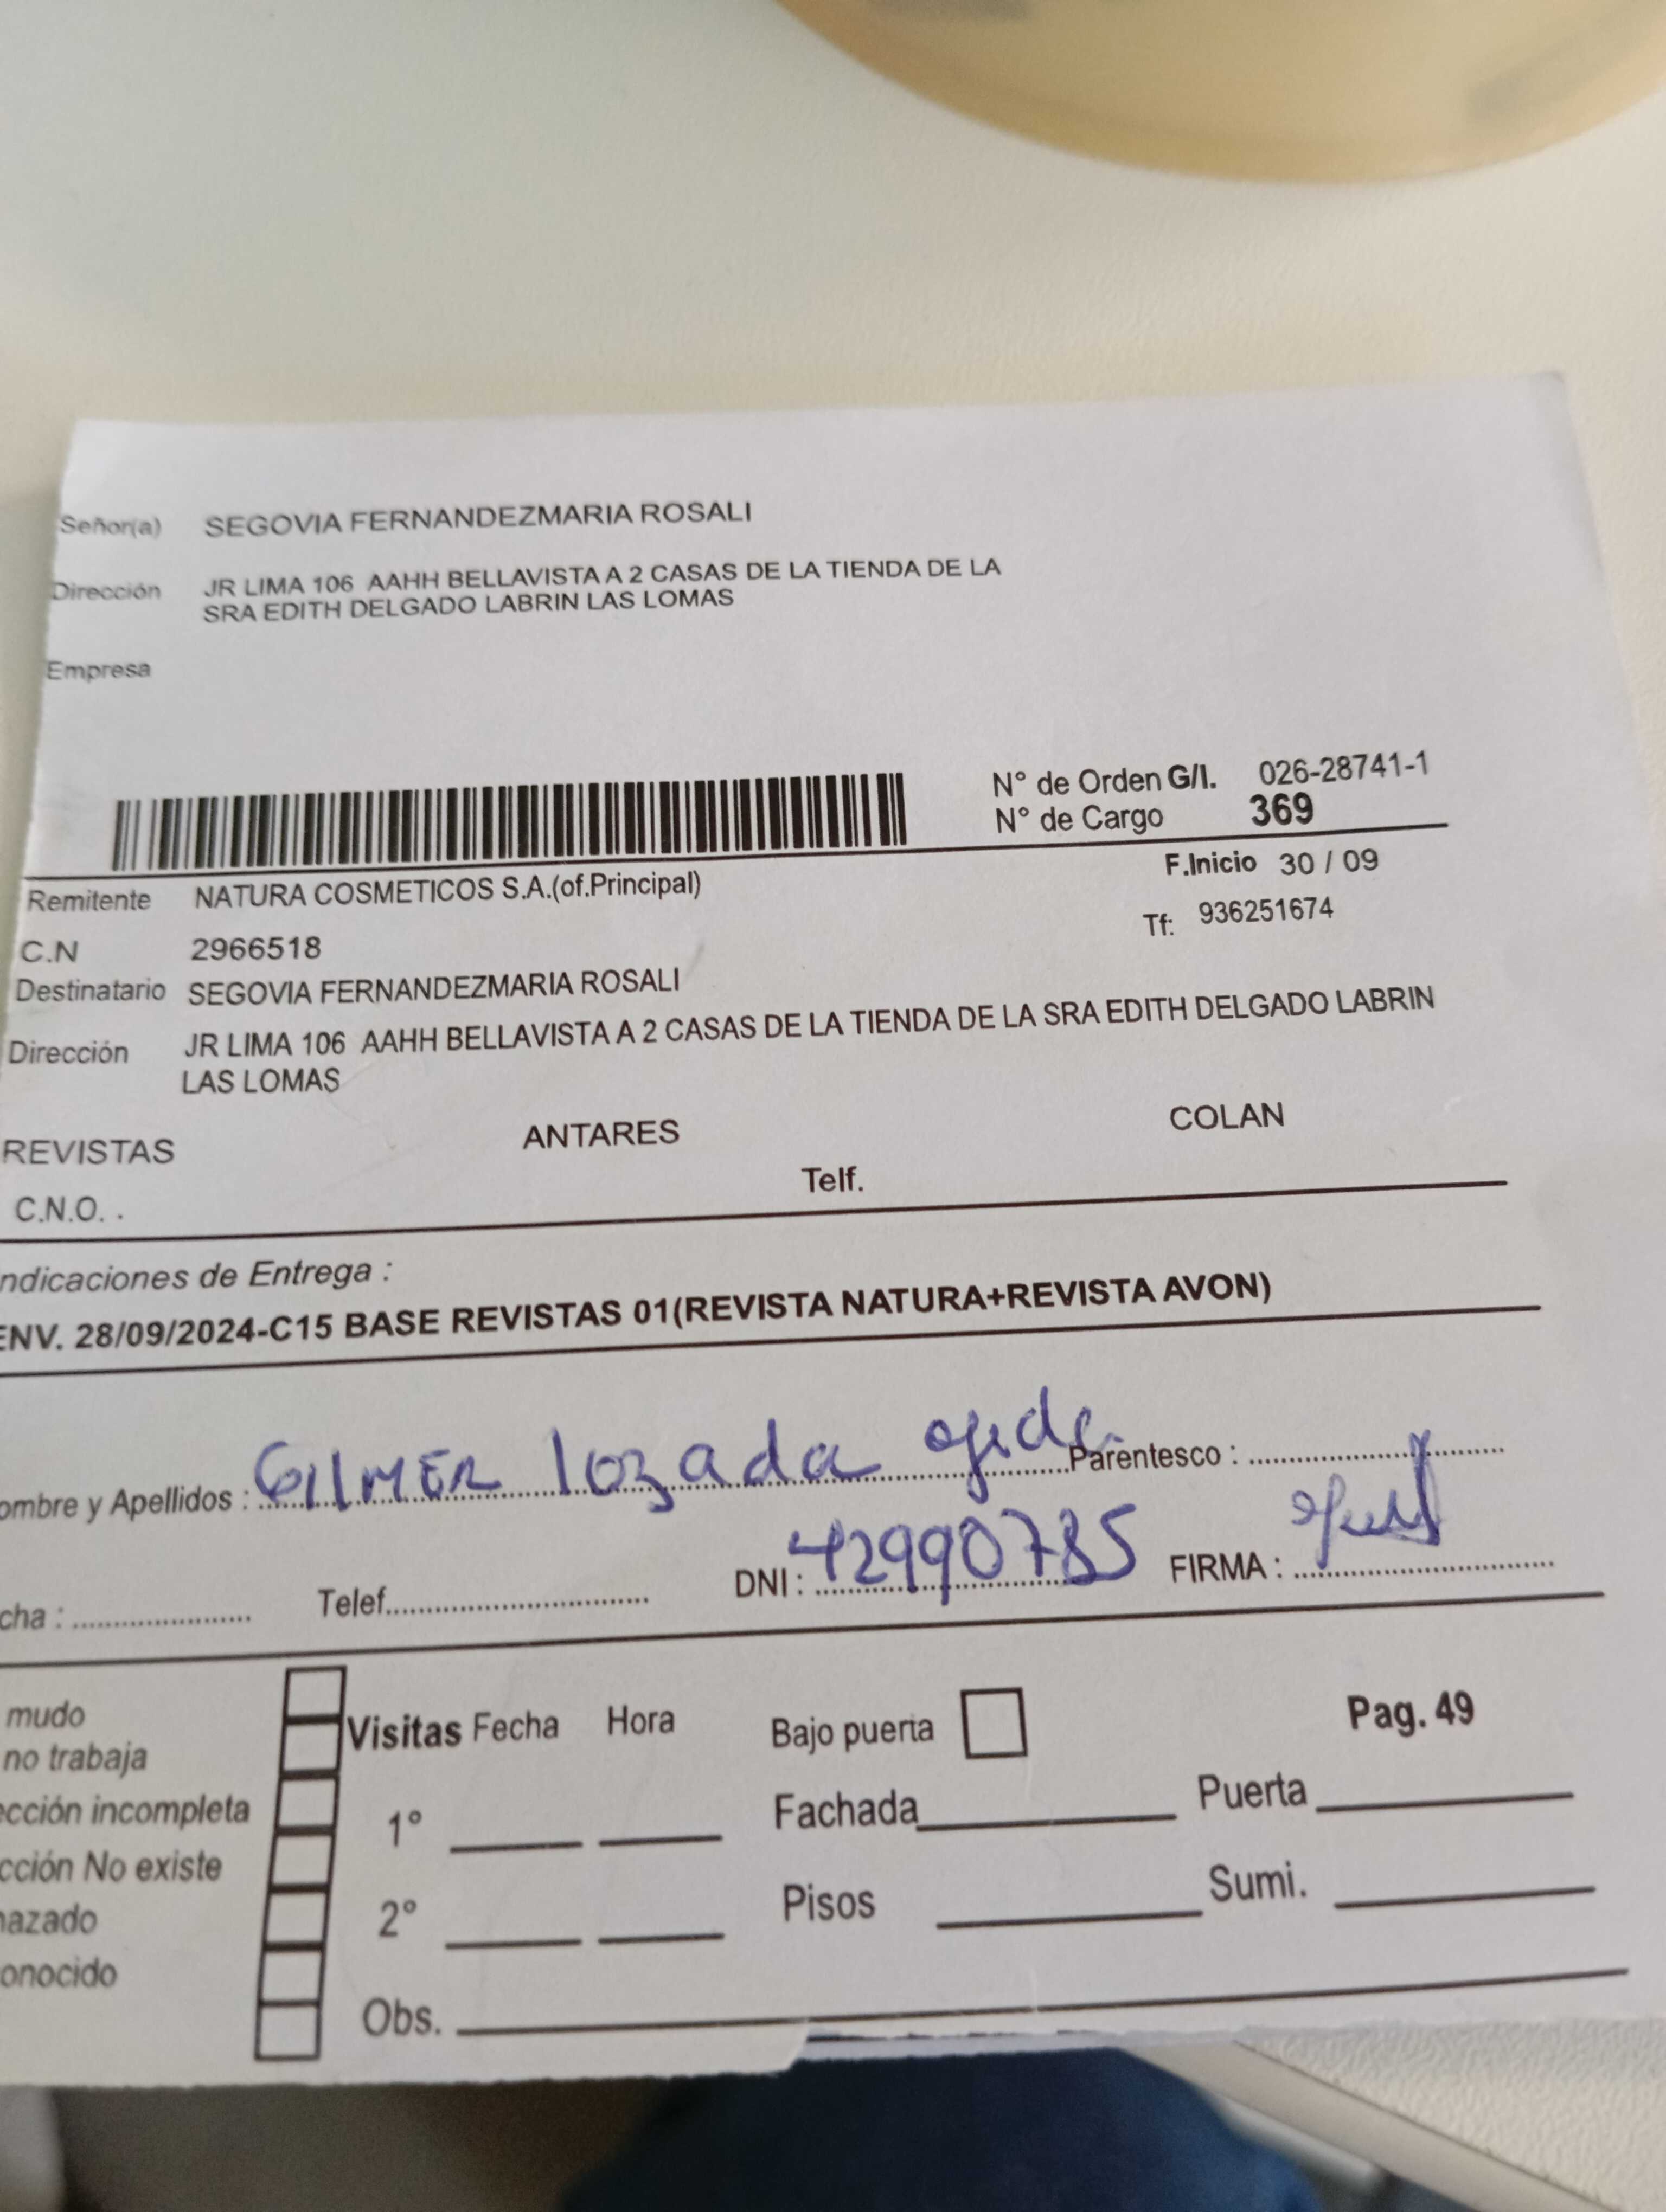 Señor(a) SEGOVIA FERNANDEZMARIA ROSALI
Dirección JR LIMA 106 AAHH BELLAVISTA A 2 CASAS DE LA TIENDA DE LA
SRA EDITH DELGADO LABRIN LAS LOMAS
Empresa
N° de Orden G/I. 026-28741-1
N° de Cargo 369
F.Inicio 30 / 09
Remitente NATURA COSMETICOS S.A.(of.Principal)
Tf: 936251674
C.N 2966518
Destinatario SEGOVIA FERNANDEZMARIA ROSALI
Dirección JR LIMA 106 AAHH BELLAVISTA A 2 CASAS DE LA TIENDA DE LA SRA EDITH DELGADO LABRIN
LAS LOMAS
REVISTAS ANTARES COLAN
C.N.O. . Telf.
ndicaciones de Entrega :
ENV. 28/09/2024-C15 BASE REVISTAS 01(REVISTA NATURA+REVISTA AVON)
ombre y Apellidos : GILMER lozada ojeda Parentesco :
cha : Telef. DNI : 42990785 FIRMA :
mudo
no trabaja
ección incompleta
cción No existe
hazado
onocido
Visitas Fecha Hora
1°
2°
Obs.
Bajo puerta Pag. 49
Fachada Puerta
Pisos Sumi.